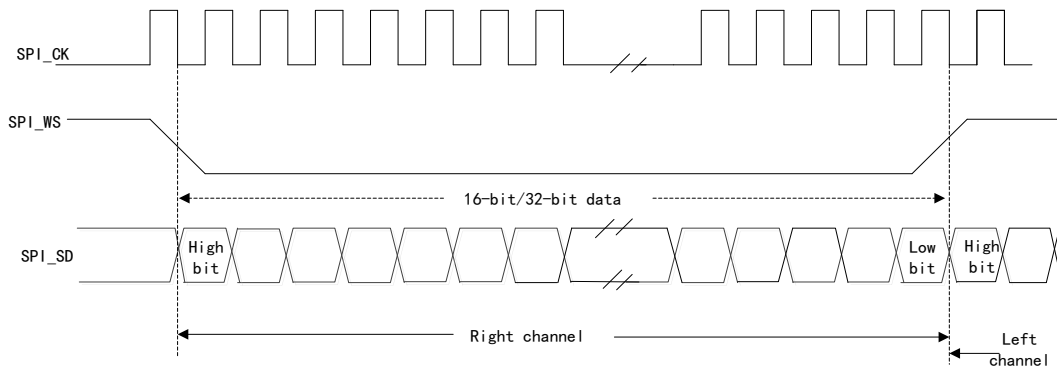 SPI_CK
SPI_WS
16-bit/32-bit data
SPI_SD
High
bit
Low
bit
High
bit
Right channel
Left
channel